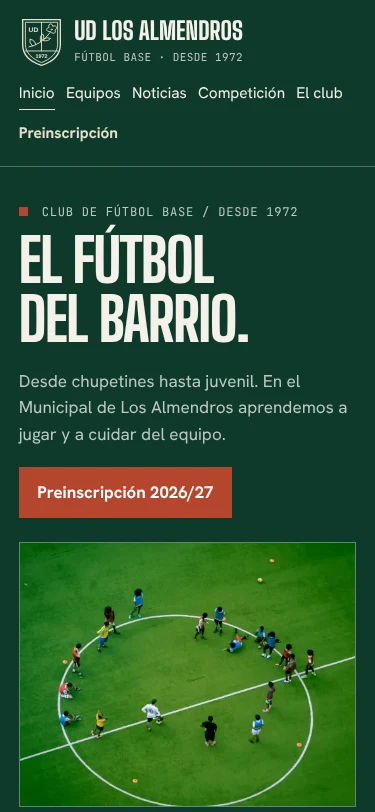 UD
1972
UD LOS ALMENDROS
FÚTBOL BASE · DESDE 1972
Inicio Equipos Noticias Competición El club
Preinscripción
CLUB DE FÚTBOL BASE / DESDE 1972
EL FÚTBOL
DEL BARRIO.
Desde chupetines hasta juvenil. En el
Municipal de Los Almendros aprendemos a
jugar y a cuidar del equipo.
Preinscripción 2026/27